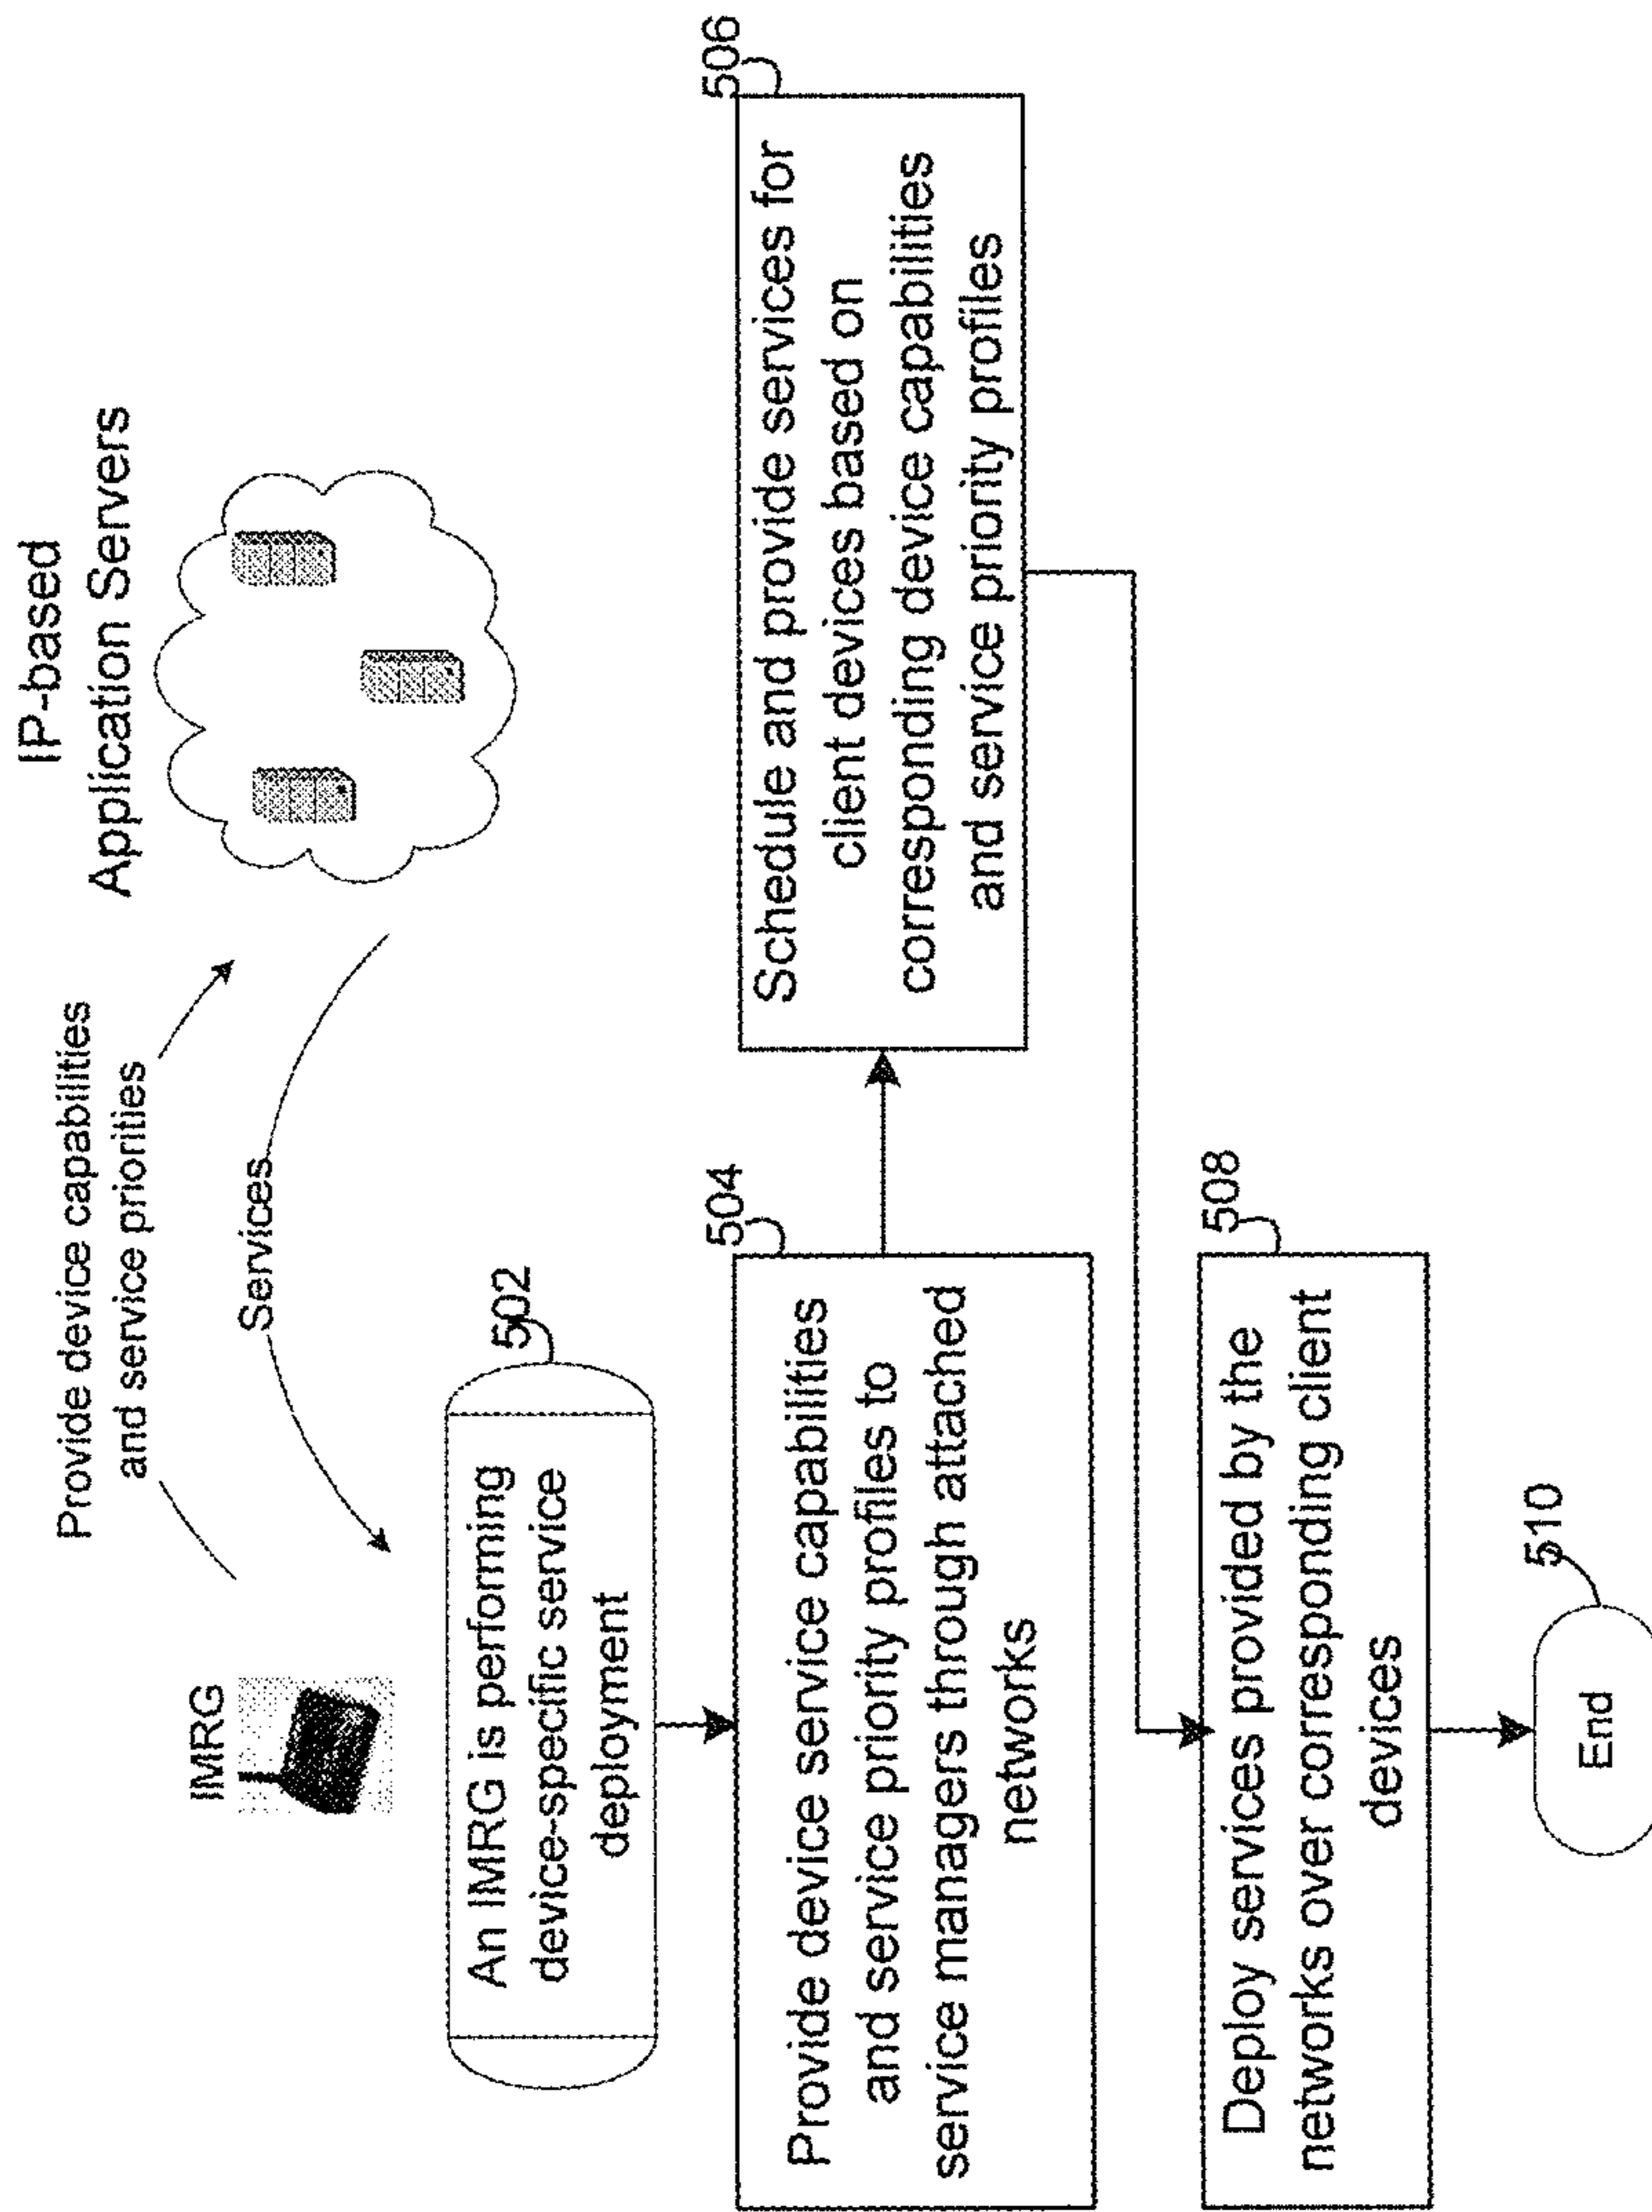 Provide device capabilities
and service priorities
IP-based
Application Servers
IMRG
Services
502
An IMRG is performing
device-specific service
deployment
504
Provide device service capabilities
and service priority profiles to
service managers through attached
networks
506
Schedule and provide services for
client devices based on
corresponding device capabilities
and service priority profiles
508
Deploy services provided by the
networks over corresponding client
devices
510
End